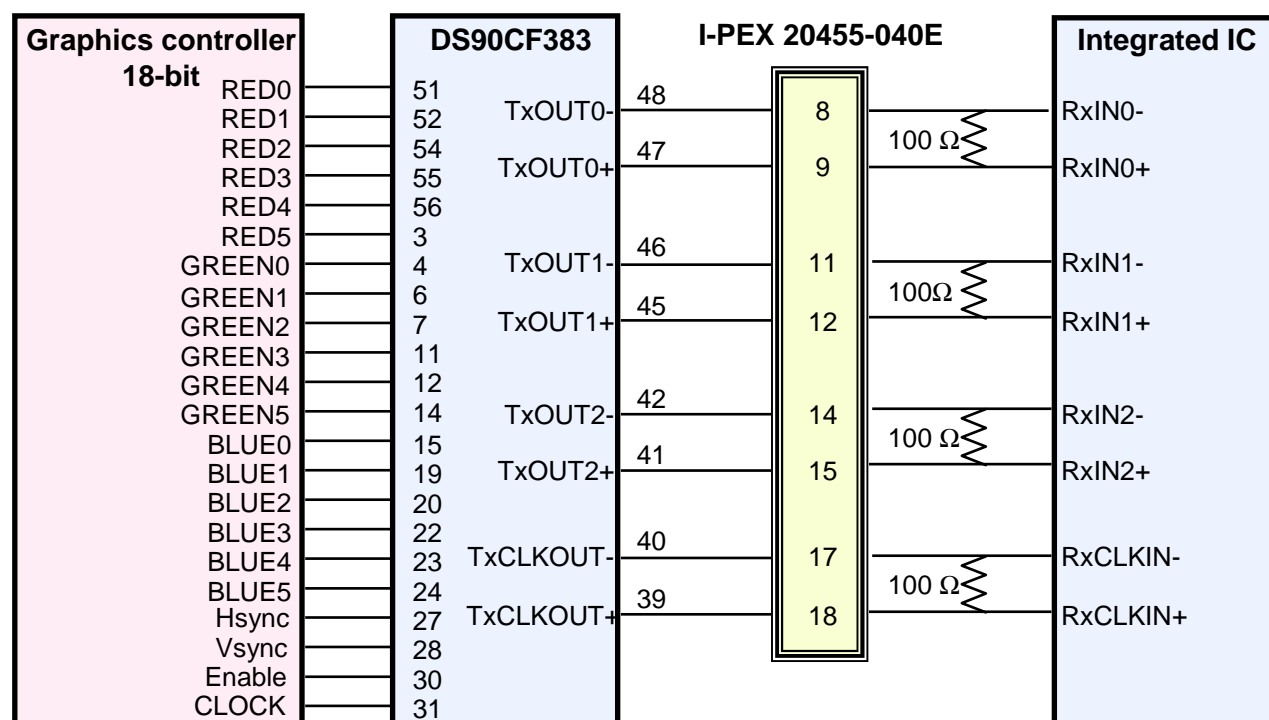 Graphics controller
18-bit
DS90CF383
I-PEX 20455-040E
Integrated IC
RED0 51
RED1 52
RED2 54
RED3 55
RED4 56
RED5 3
GREEN0 4
GREEN1 6
GREEN2 7
GREEN3 11
GREEN4 12
GREEN5 14
BLUE0 15
BLUE1 19
BLUE2 20
BLUE3 22
BLUE4 23
BLUE5 24
Hsync 27
Vsync 28
Enable 30
CLOCK 31
TxOUT0- 48 8 RxIN0-
100 Ω
TxOUT0+ 47 9 RxIN0+
TxOUT1- 46 11 RxIN1-
100Ω
TxOUT1+ 45 12 RxIN1+
TxOUT2- 42 14 RxIN2-
100 Ω
TxOUT2+ 41 15 RxIN2+
TxCLKOUT- 40 17 RxCLKIN-
100 Ω
TxCLKOUT+ 39 18 RxCLKIN+